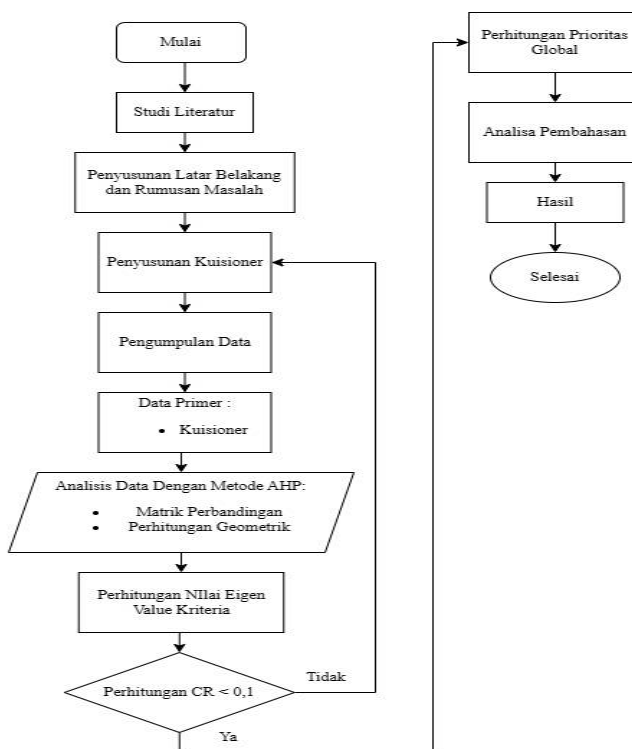 Mulai
Studi Literatur
Penyusunan Latar Belakang
dan Rumusan Masalah
Penyusunan Kuisioner
Pengumpulan Data
Data Primer :
• Kuisioner
Analisis Data Dengan Metode AHP:
• Matrik Perbandingan
• Perhitungan Geometrik
Perhitungan NIlai Eigen
Value Kriteria
Perhitungan CR < 0,1
Tidak
Ya
Perhitungan Prioritas
Global
Analisa Pembahasan
Hasil
Selesai